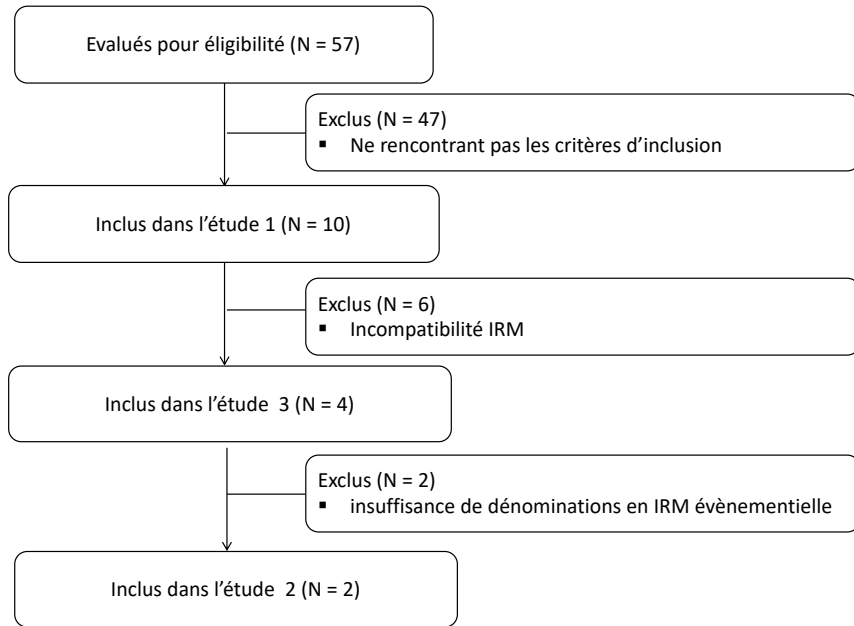 Evalués pour éligibilité (N = 57)
Exclus (N = 47)
▪ Ne rencontrant pas les critères d'inclusion
Inclus dans l'étude 1 (N = 10)
Exclus (N = 6)
▪ Incompatibilité IRM
Inclus dans l'étude 3 (N = 4)
Exclus (N = 2)
▪ insuffisance de dénominations en IRM évènementielle
Inclus dans l'étude 2 (N = 2)